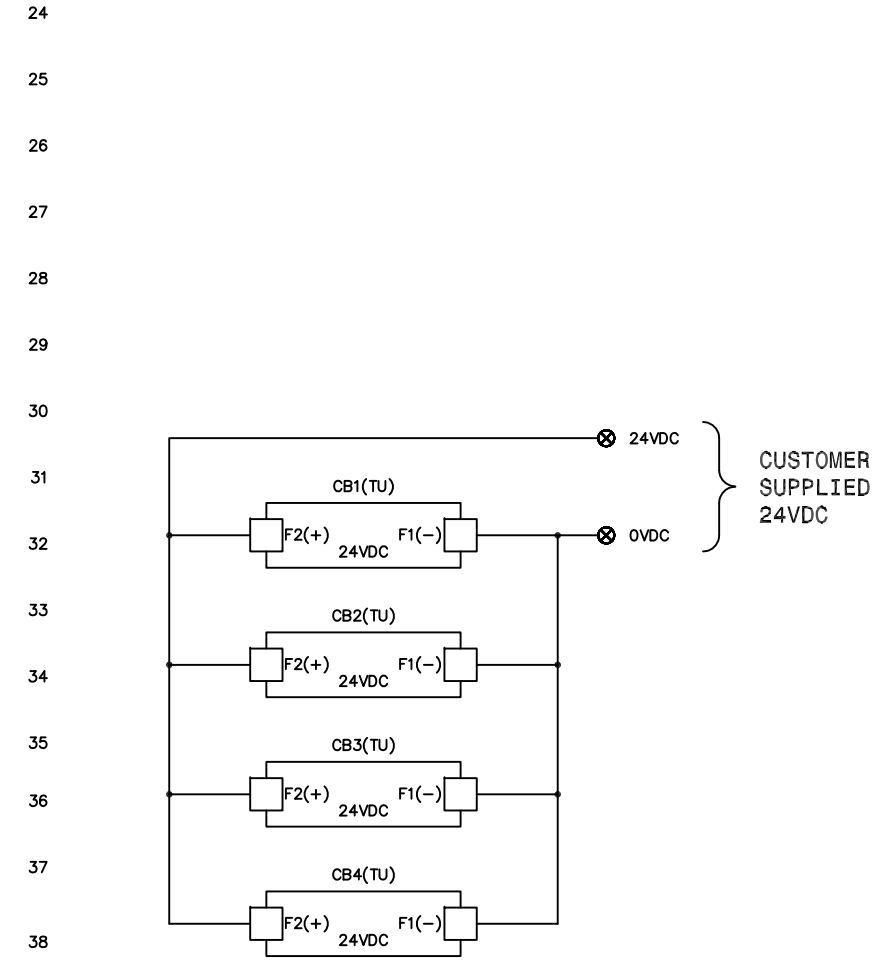 24
25
26
27
28
29
30
24VDC
CUSTOMER
SUPPLIED
24VDC
31
CB1(TU)
F2(+) F1(−) 0VDC
24VDC
32
33
CB2(TU)
F2(+) F1(−)
24VDC
34
35
CB3(TU)
F2(+) F1(−)
24VDC
36
37
CB4(TU)
F2(+) F1(−)
24VDC
38